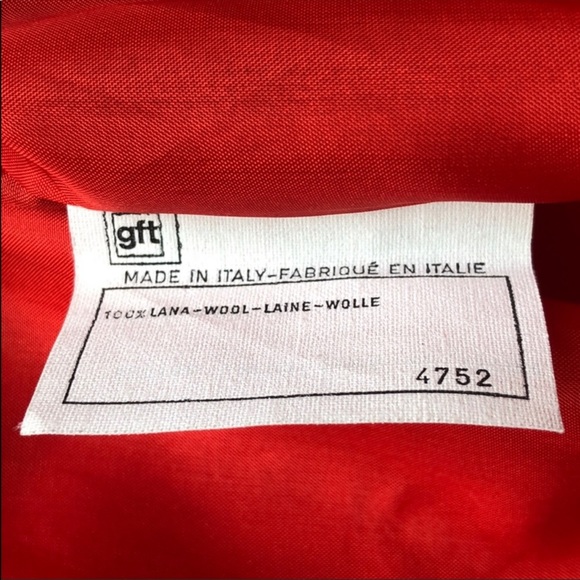 gft
MADE IN ITALY-FABRIQUÉ EN ITALIE
100% LANA-WOOL-LAINE-WOLLE
4752